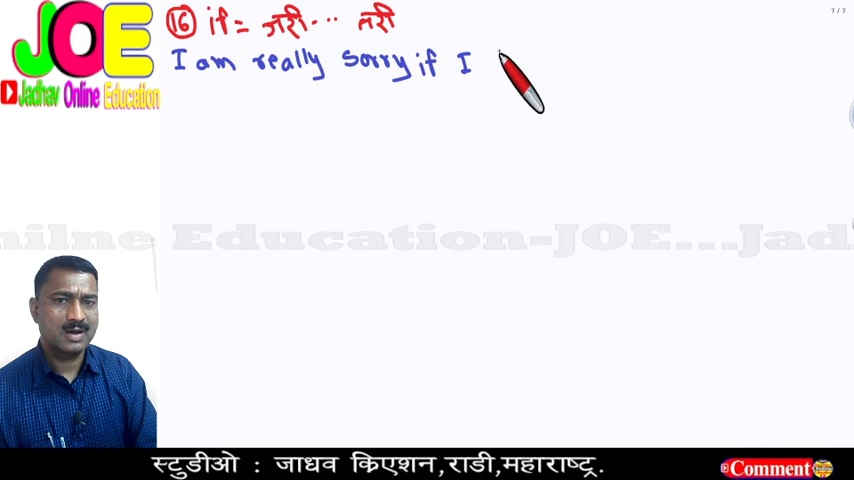 JOE
Jadhav Online Education
7/7
16 if = जरी... तरी
I am really sorry if I
nilne Education-JOE...Jad
स्टुडीओ : जाधव क्रिएशन,राडी,महाराष्ट्र.
Comment